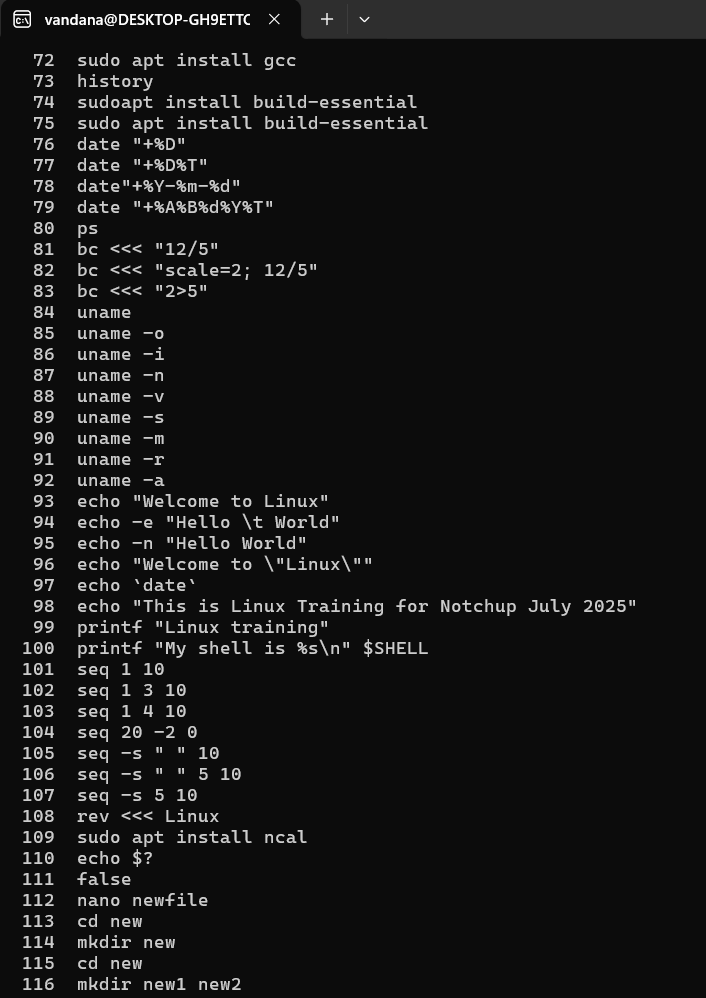 vandana@DESKTOP-GH9ETTC
72 sudo apt install gcc
73 history
74 sudoapt install build-essential
75 sudo apt install build-essential
76 date "+%D"
77 date "+%D%T"
78 date"+%Y-%m-%d"
79 date "+%A%B%d%Y%T"
80 ps
81 bc <<< "12/5"
82 bc <<< "scale=2; 12/5"
83 bc <<< "2>5"
84 uname
85 uname -o
86 uname -i
87 uname -n
88 uname -v
89 uname -s
90 uname -m
91 uname -r
92 uname -a
93 echo "Welcome to Linux"
94 echo -e "Hello \t World"
95 echo -n "Hello World"
96 echo "Welcome to \"Linux\""
97 echo `date`
98 echo "This is Linux Training for Notchup July 2025"
99 printf "Linux training"
100 printf "My shell is %s\n" $SHELL
101 seq 1 10
102 seq 1 3 10
103 seq 1 4 10
104 seq 20 -2 0
105 seq -s " " 10
106 seq -s " " 5 10
107 seq -s 5 10
108 rev <<< Linux
109 sudo apt install ncal
110 echo $?
111 false
112 nano newfile
113 cd new
114 mkdir new
115 cd new
116 mkdir new1 new2